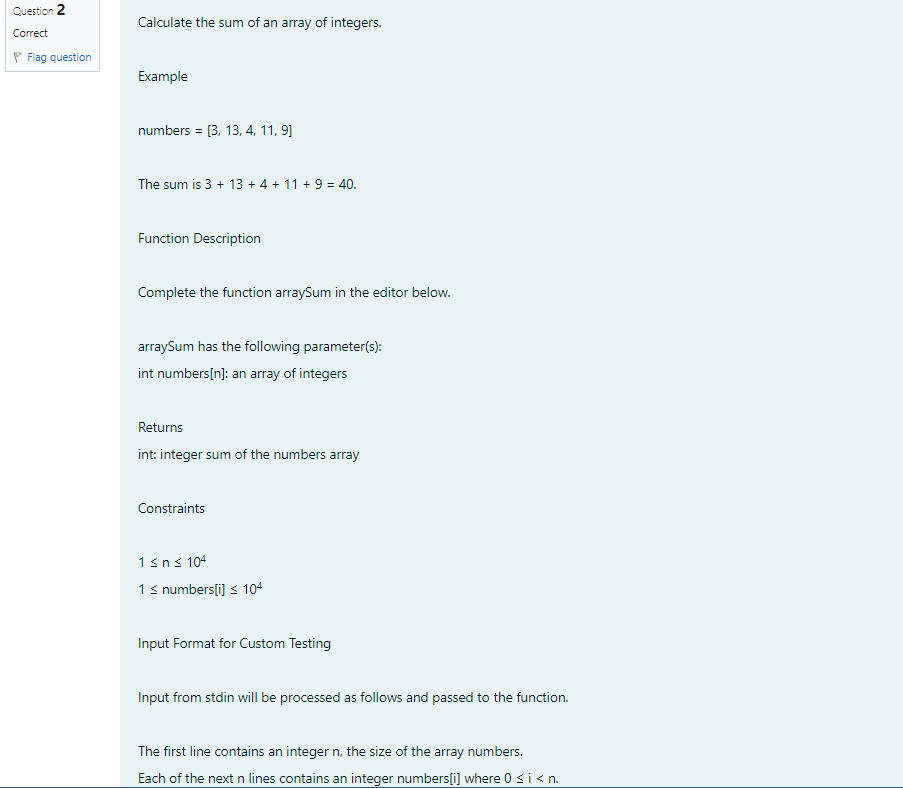 Question 2
Correct
Flag question
Calculate the sum of an array of integers.
Example
numbers = [3, 13, 4, 11, 9]
The sum is 3 + 13 + 4 + 11 + 9 = 40.
Function Description
Complete the function arraySum in the editor below.
arraySum has the following parameter(s):
int numbers[n]: an array of integers
Returns
int: integer sum of the numbers array
Constraints
1 ≤ n ≤ 10⁴
1 ≤ numbers[i] ≤ 10⁴
Input Format for Custom Testing
Input from stdin will be processed as follows and passed to the function.
The first line contains an integer n, the size of the array numbers.
Each of the next n lines contains an integer numbers[i] where 0 ≤ i < n.